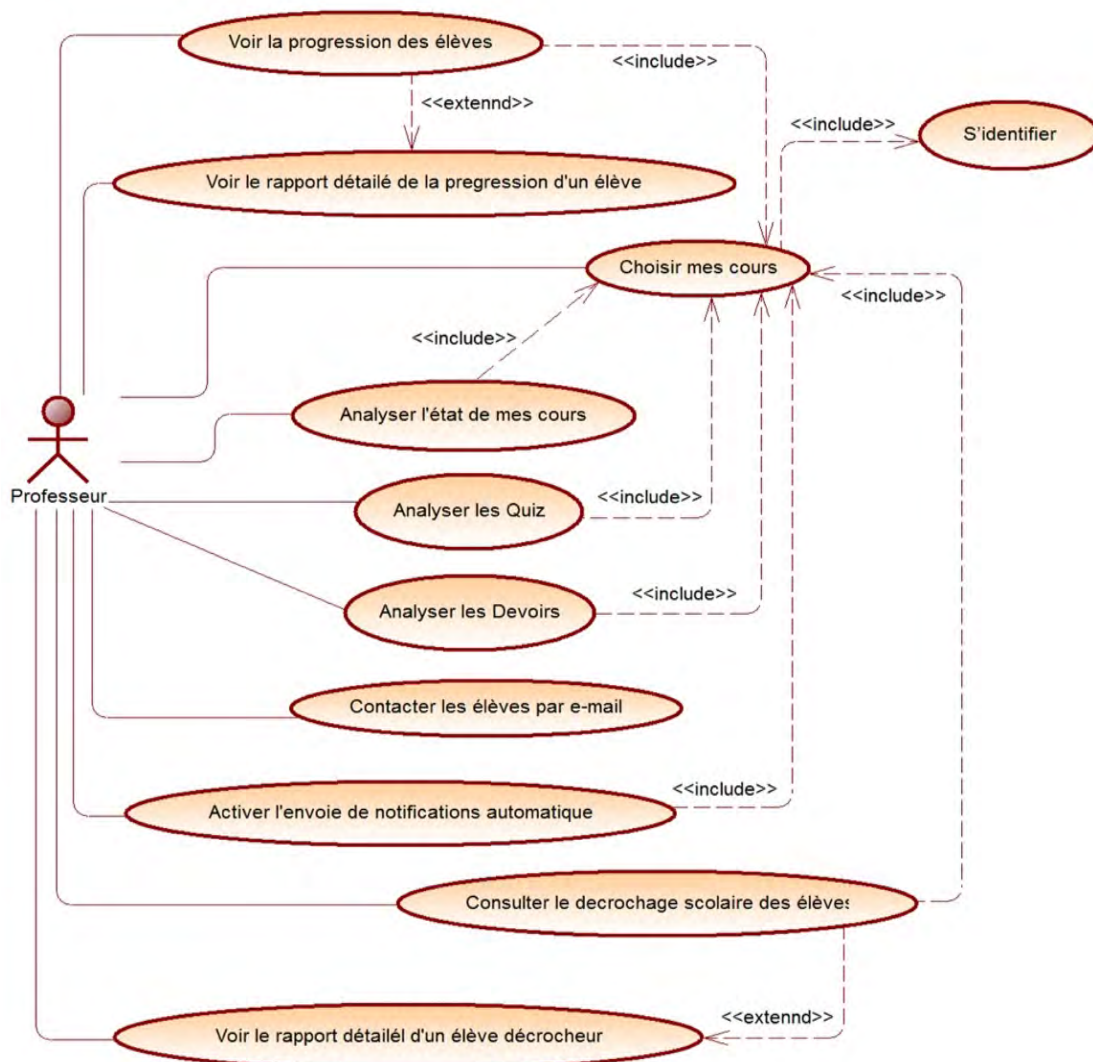 Voir la progression des élèves
<<include>>
<<extennd>>
<<include>>
S'identifier
Voir le rapport détailé de la pregression d'un élève
Choisir mes cours
<<include>>
<<include>>
Analyser l'état de mes cours
Professeur
<<include>>
Analyser les Quiz
<<include>>
Analyser les Devoirs
Contacter les élèves par e-mail
<<include>>
Activer l'envoie de notifications automatique
Consulter le decrochage scolaire des élèves
<<extennd>>
Voir le rapport détailél d'un élève décrocheur